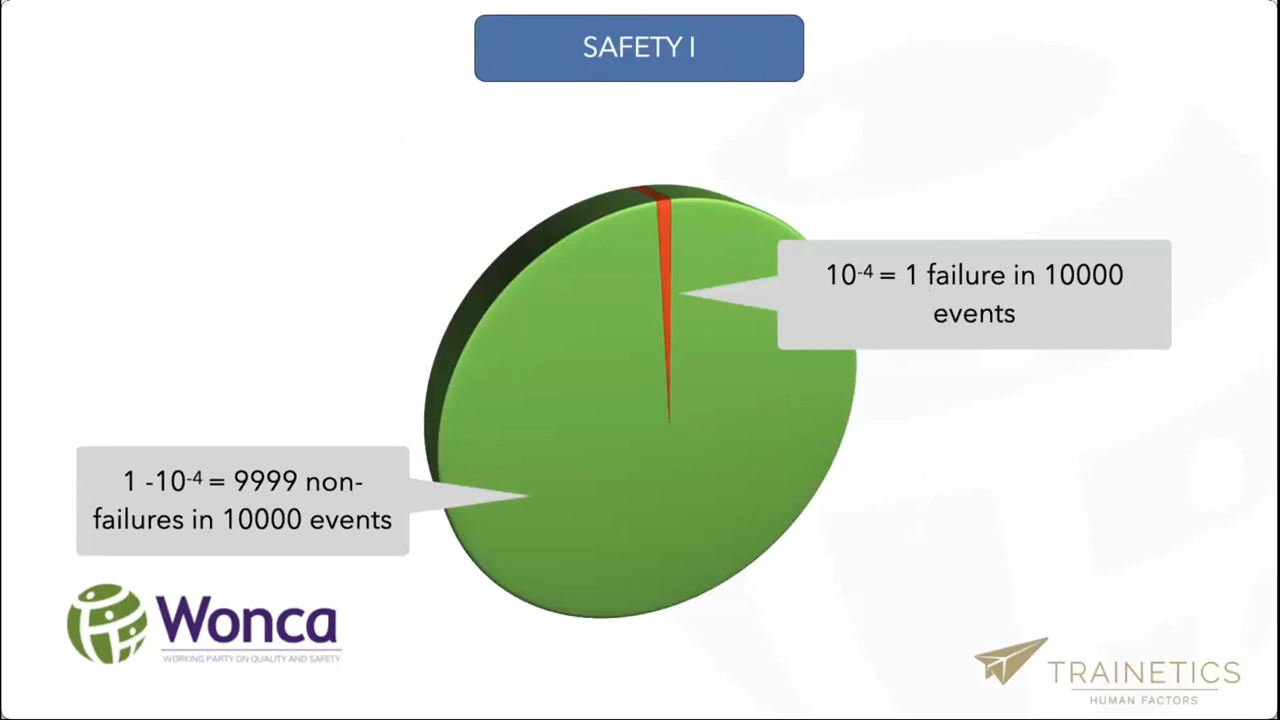 SAFETY I
10⁻⁴ = 1 failure in 10000
events
1 -10⁻⁴ = 9999 non-
failures in 10000 events
Wonca
WORKING PARTY ON QUALITY AND SAFETY
TRAINETICS
HUMAN FACTORS